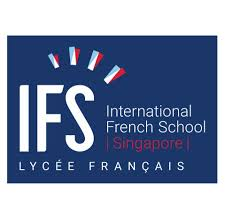 IFS
International
French School
| Singapore |
LYCÉE FRANÇAIS